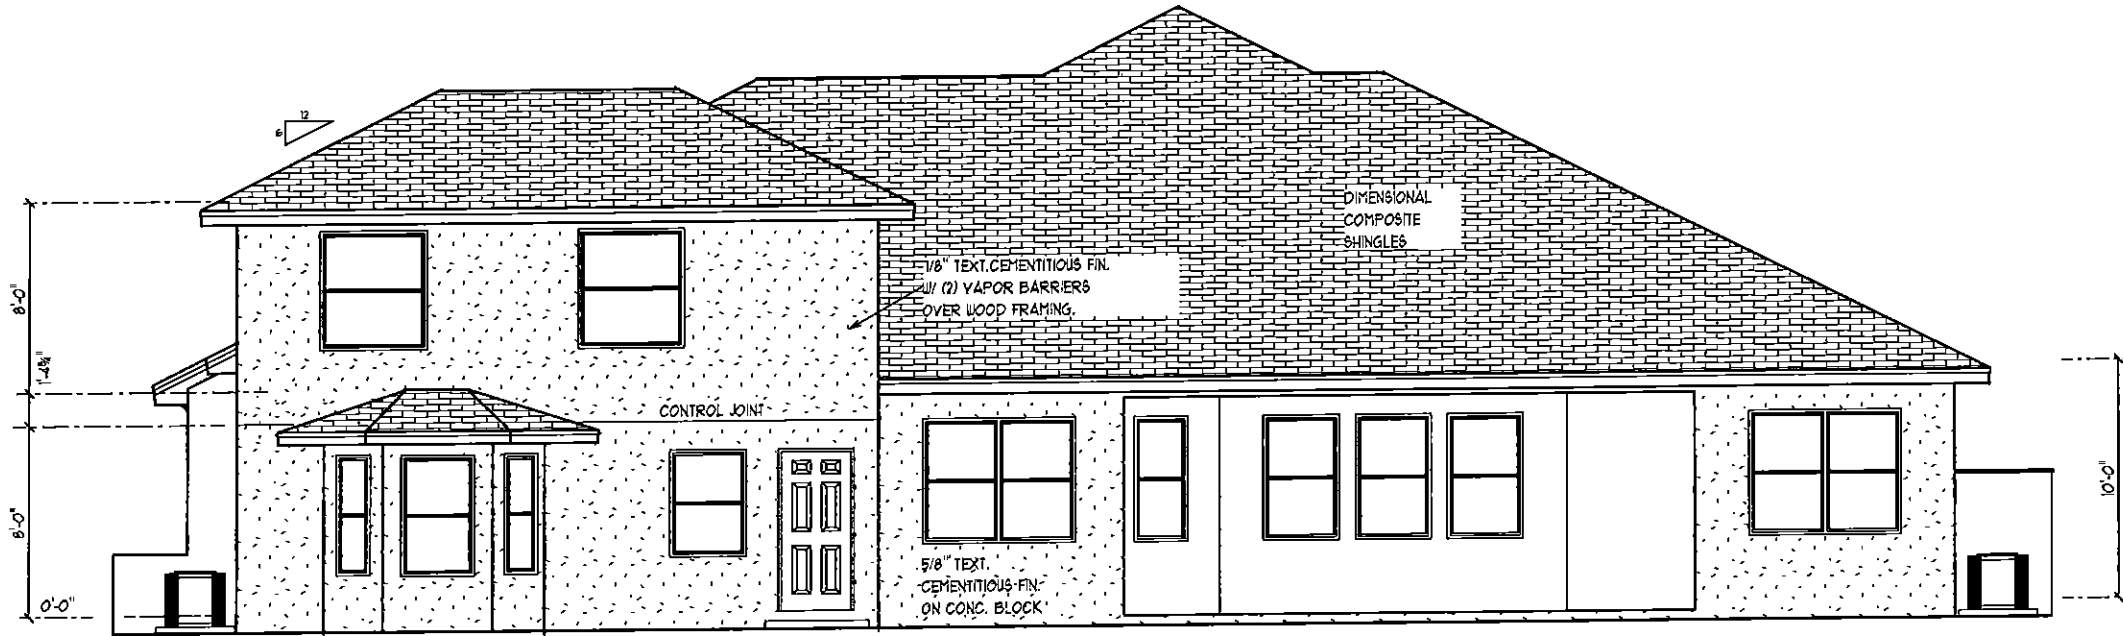 12
6
DIMENSIONAL
COMPOSITE
SHINGLES
1/8" TEXT.CEMENTITIOUS FIN.
W/ (2) VAPOR BARRIERS
OVER WOOD FRAMING.
8'-0"
1'-4¾"
CONTROL JOINT
8'-0"
10'-0"
5/8" TEXT.
CEMENTITIOUS FIN.
ON CONC. BLOCK
0'-0"